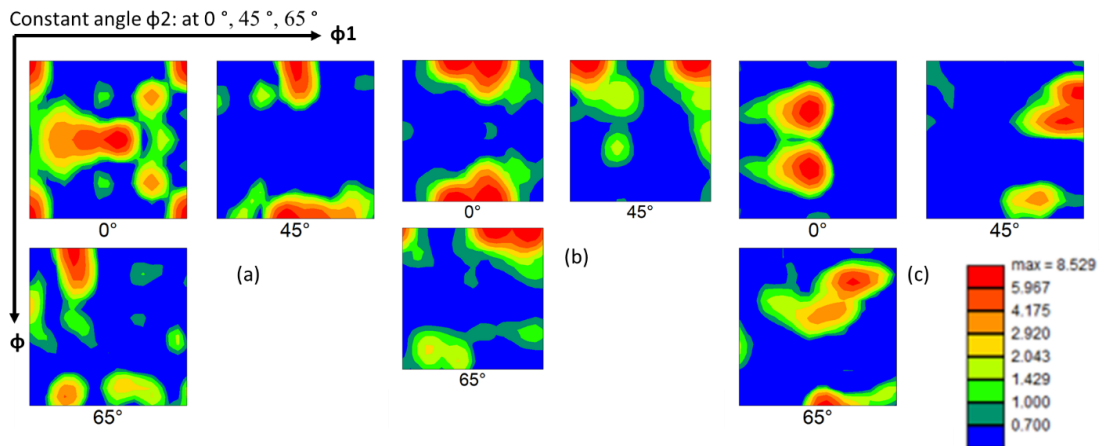 Constant angle ϕ2: at 0 °, 45 °, 65 °
ϕ1
0°
45°
0°
45°
0°
45°
65°
(a)
65°
(b)
65°
(c)
ϕ
max = 8.529
5.967
4.175
2.920
2.043
1.429
1.000
0.700